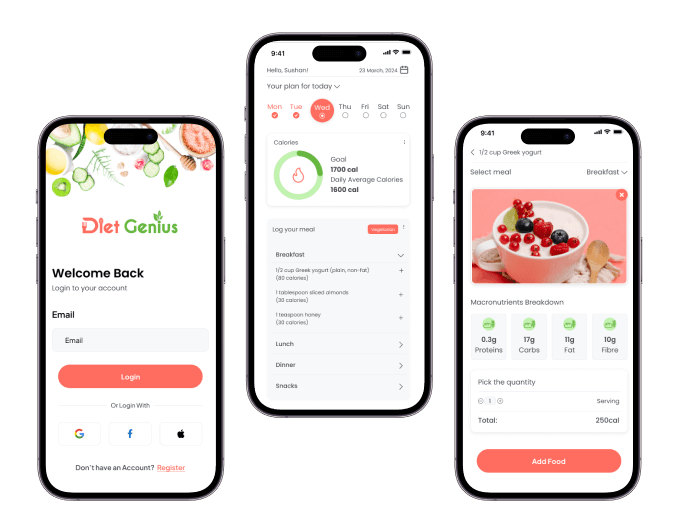 Diet Genius
Welcome Back
Login to your account
Email
Email
Login
Or Login With
Don't have an Account? Register
9:41
Hello, Sushan!
23 March, 2024
Your plan for today
Mon Tue Wed Thu Fri Sat Sun
Calories
Goal
1700 cal
Daily Average Calories
1600 cal
Log your meal
Vegetarian
Breakfast
1/2 cup Greek yogurt (plain, non-fat)
(80 calories)
1 tablespoon sliced almonds
(30 calories)
1 teaspoon honey
(30 calories)
Lunch
Dinner
Snacks
9:41
1/2 cup Greek yogurt
Select meal
Breakfast
Macronutrients Breakdown
0.3g 17g 11g 10g
Proteins Carbs Fat Fibre
Pick the quantity
1
Serving
Total:
250cal
Add Food